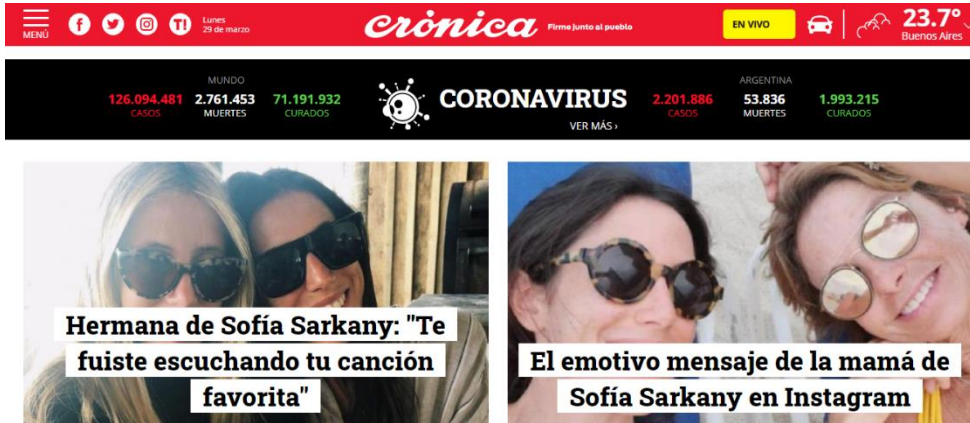 MENÚ
Lunes
29 de marzo
crónica
Firme junto al pueblo
EN VIVO
23.7°
Buenos Aires
MUNDO
126.094.481 2.761.453 71.191.932
CASOS MUERTES CURADOS
CORONAVIRUS
VER MÁS ›
ARGENTINA
2.201.886 53.836 1.993.215
CASOS MUERTES CURADOS
Hermana de Sofía Sarkany: "Te
fuiste escuchando tu canción
favorita"
El emotivo mensaje de la mamá de
Sofía Sarkany en Instagram